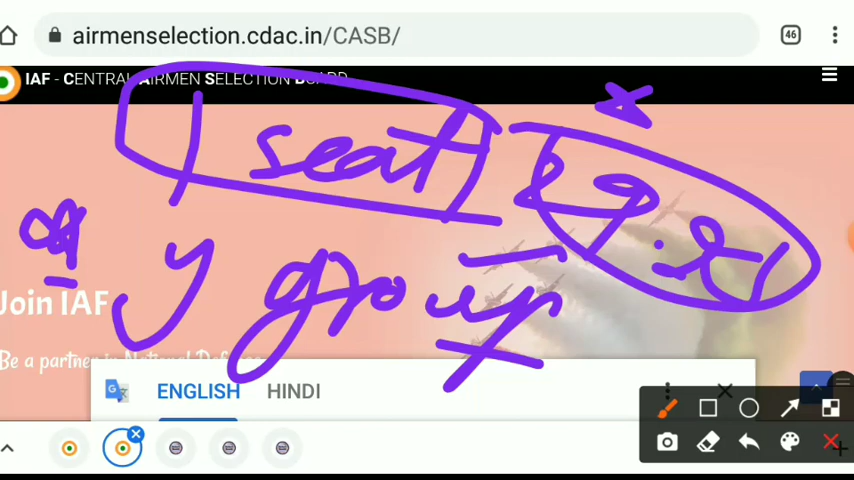 airmenselection.cdac.in/CASB/
46
IAF - CENTRAL AIRMEN SELECTION BOARD
1 seat
y group
Join IAF
Be a partner in National Defence
ENGLISH HINDI